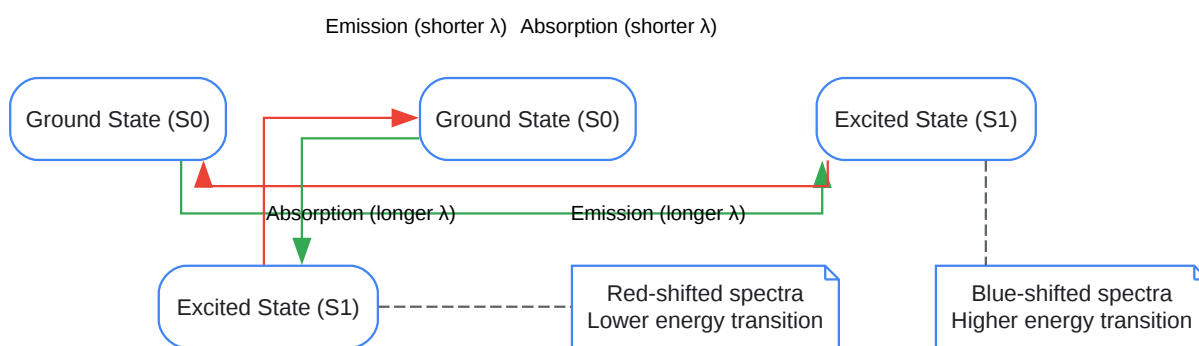 Emission (shorter λ)
Absorption (shorter λ)
Ground State (S0)
Ground State (S0)
Excited State (S1)
Absorption (longer λ)
Emission (longer λ)
Excited State (S1)
Red-shifted spectra
Lower energy transition
Blue-shifted spectra
Higher energy transition